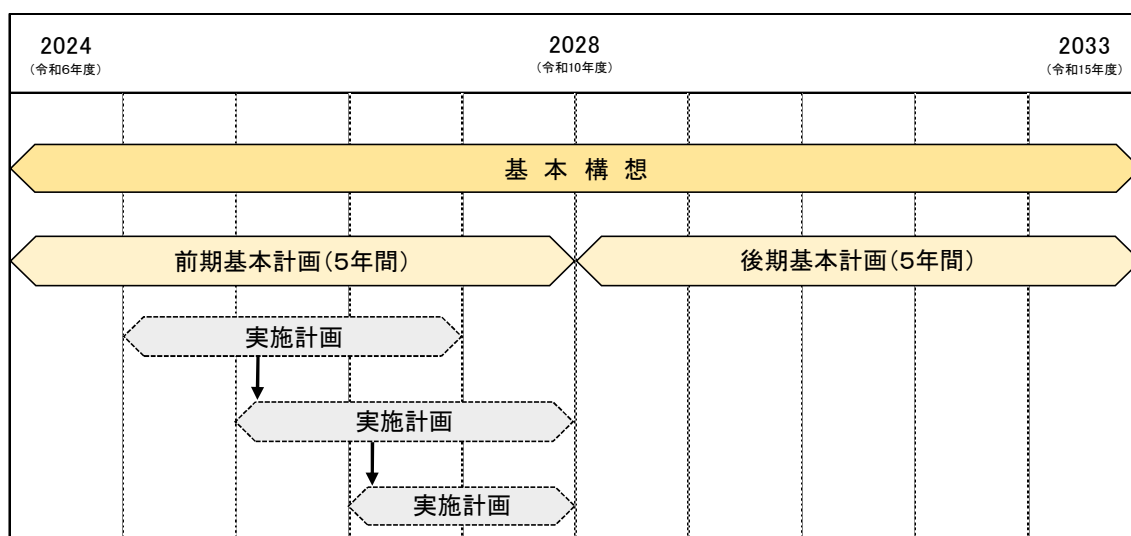 2024
(令和6年度)
2028
(令和10年度)
2033
(令和15年度)
基本構想
前期基本計画(5年間)
後期基本計画(5年間)
実施計画
実施計画
実施計画